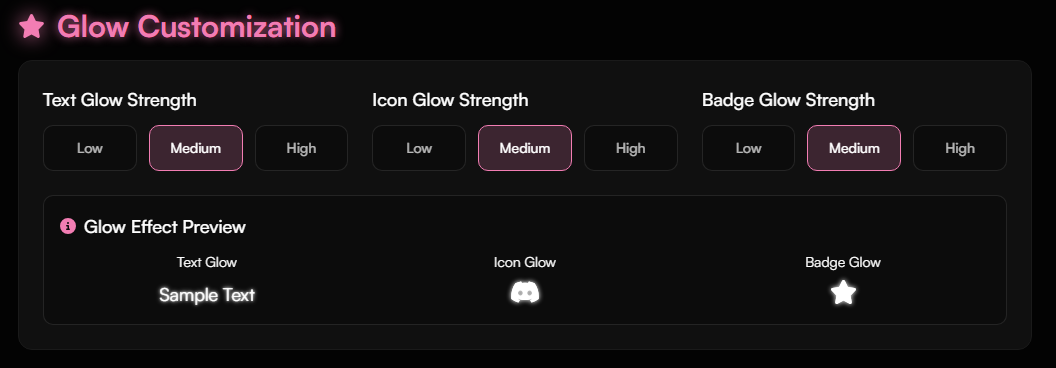 Glow Customization
Text Glow Strength
Icon Glow Strength
Badge Glow Strength
Low
Medium
High
Low
Medium
High
Low
Medium
High
Glow Effect Preview
Text Glow
Icon Glow
Badge Glow
Sample Text